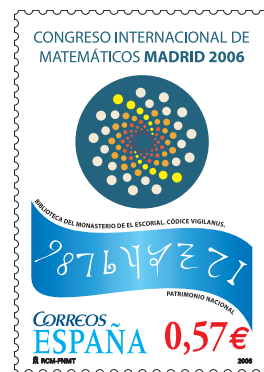 CONGRESO INTERNACIONAL DE
MATEMÁTICOS MADRID 2006
BIBLIOTECA DEL MONASTERIO DE EL ESCORIAL. CÓDICE VIGILANUS.
PATRIMONIO NACIONAL
CORREOS
ESPAÑA 0,57€
RCM-FNMT 2006